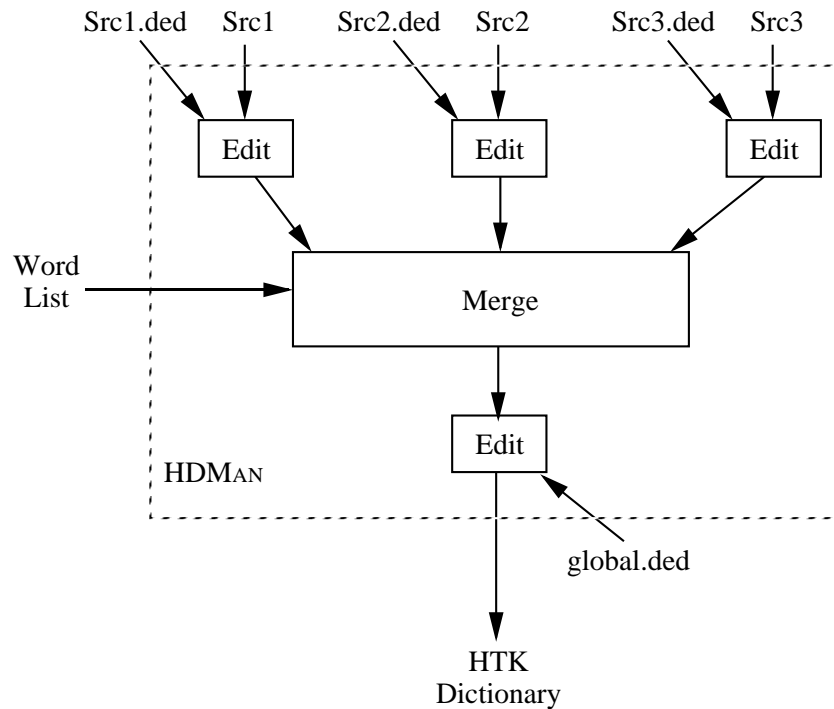 Src1.ded Src1 Src2.ded Src2 Src3.ded Src3
Edit Edit Edit
Word
List
Merge
Edit
HDMAN
global.ded
HTK
Dictionary